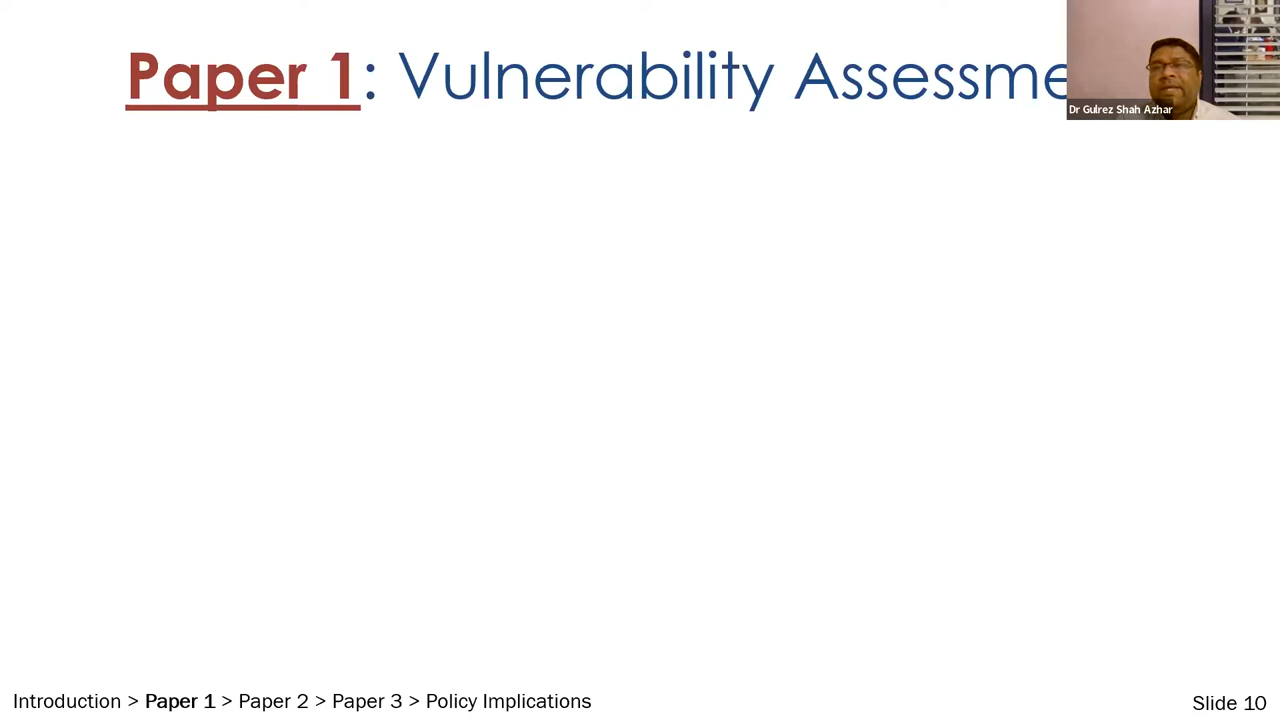 Paper 1: Vulnerability Assessme
Dr Gulrez Shah Azhar
Introduction > Paper 1 > Paper 2 > Paper 3 > Policy Implications
Slide 10